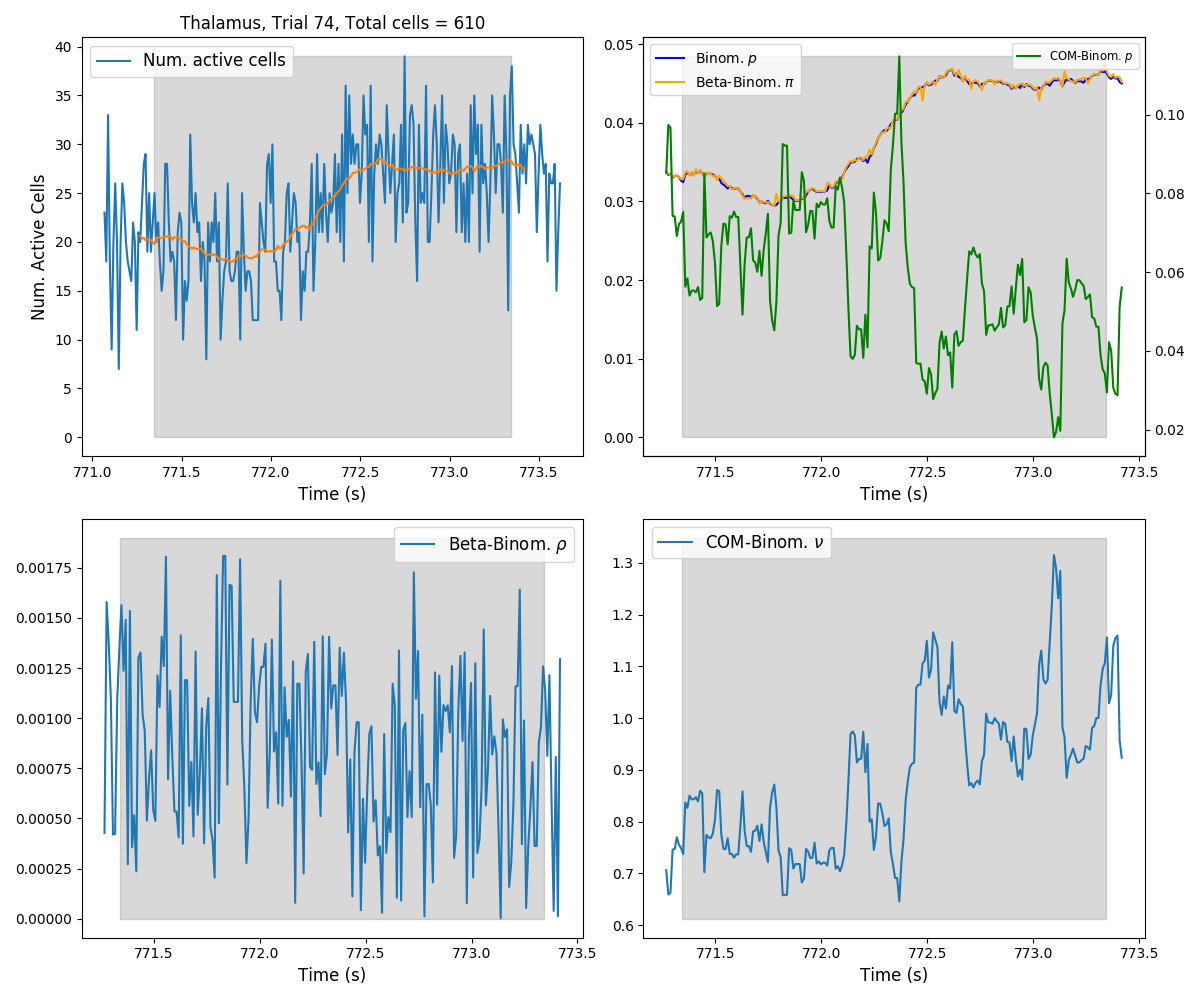 Thalamus, Trial 74, Total cells = 610
Num. active cells
40
35
30
25
20
15
10
5
0
Num. Active Cells
771.0 771.5 772.0 772.5 773.0 773.5
Time (s)
Binom. p
Beta-Binom. π
COM-Binom. p
0.05
0.04
0.03
0.02
0.01
0.00
0.10
0.08
0.06
0.04
0.02
771.5 772.0 772.5 773.0 773.5
Time (s)
Beta-Binom. ρ
0.00175
0.00150
0.00125
0.00100
0.00075
0.00050
0.00025
0.00000
771.5 772.0 772.5 773.0 773.5
Time (s)
COM-Binom. ν
1.3
1.2
1.1
1.0
0.9
0.8
0.7
0.6
771.5 772.0 772.5 773.0 773.5
Time (s)